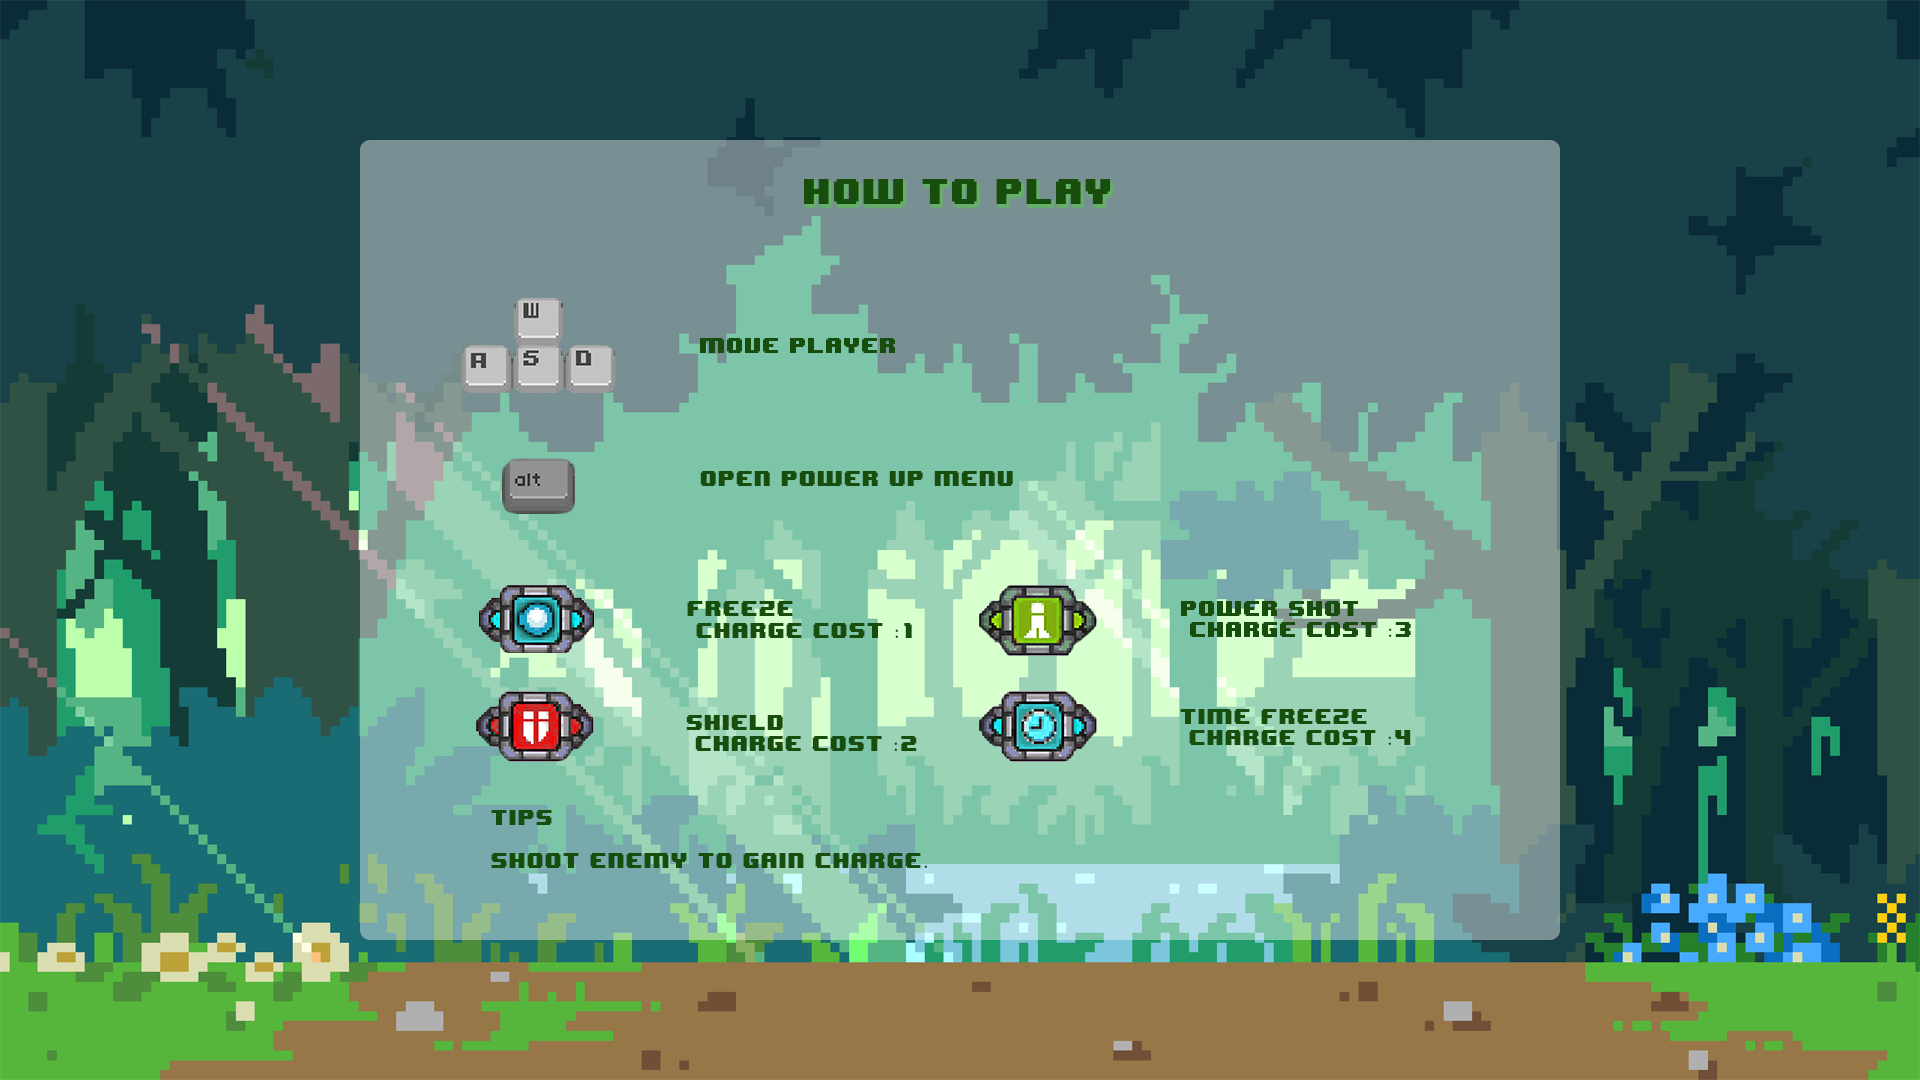 HOW TO PLAY
W
A S D
MOVE PLAYER
alt
OPEN POWER UP MENU
FREEZE
CHARGE COST :1
POWER SHOT
CHARGE COST :3
SHIELD
CHARGE COST :2
TIME FREEZE
CHARGE COST :4
TIPS
SHOOT ENEMY TO GAIN CHARGE.